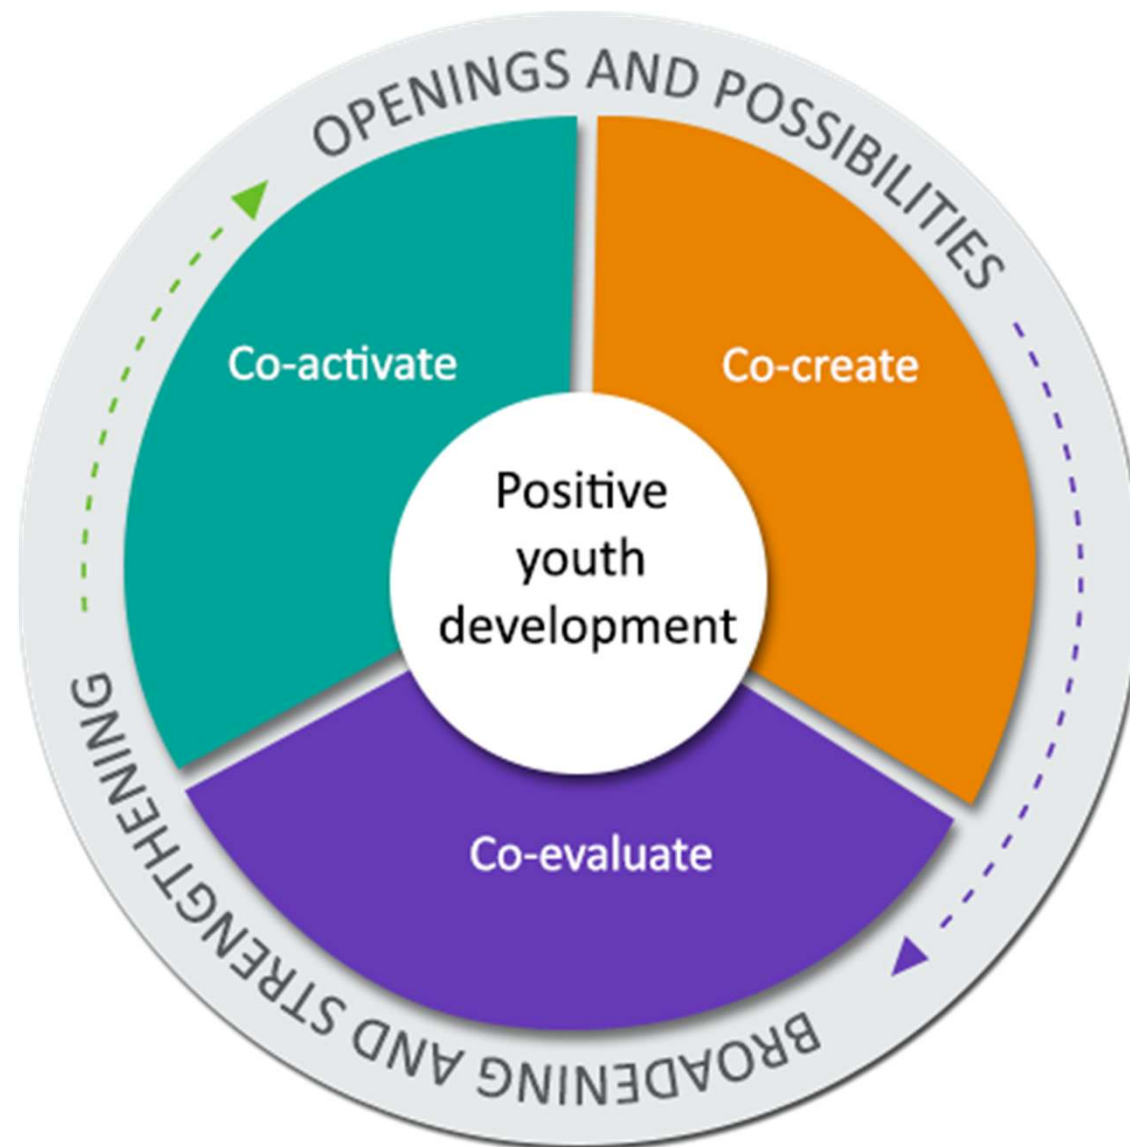 OPENINGS AND POSSIBILITIES
Co-activate
Co-create
Positive
youth
development
Co-evaluate
BROADENING AND STRENGTHENING